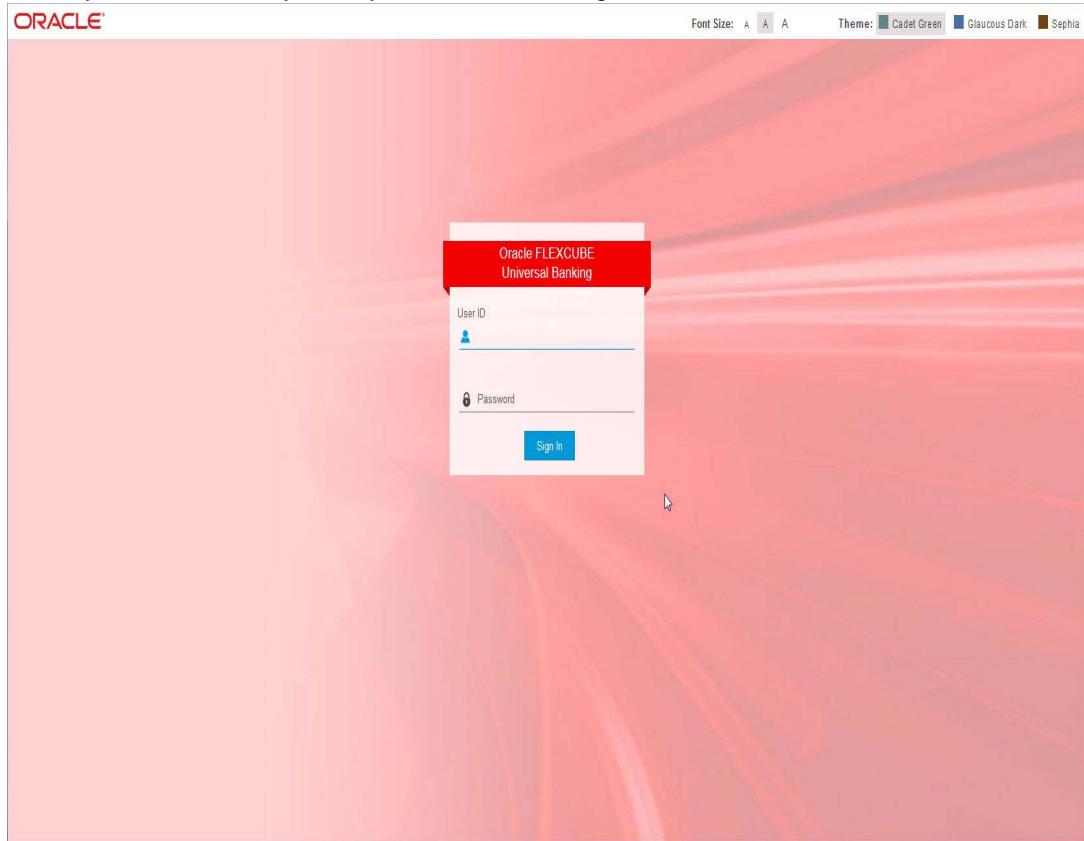 ORACLE
Font Size: A A A Theme: Cadet Green Glaucous Dark Sephia
Oracle FLEXCUBE
Universal Banking
User ID
Password
Sign In